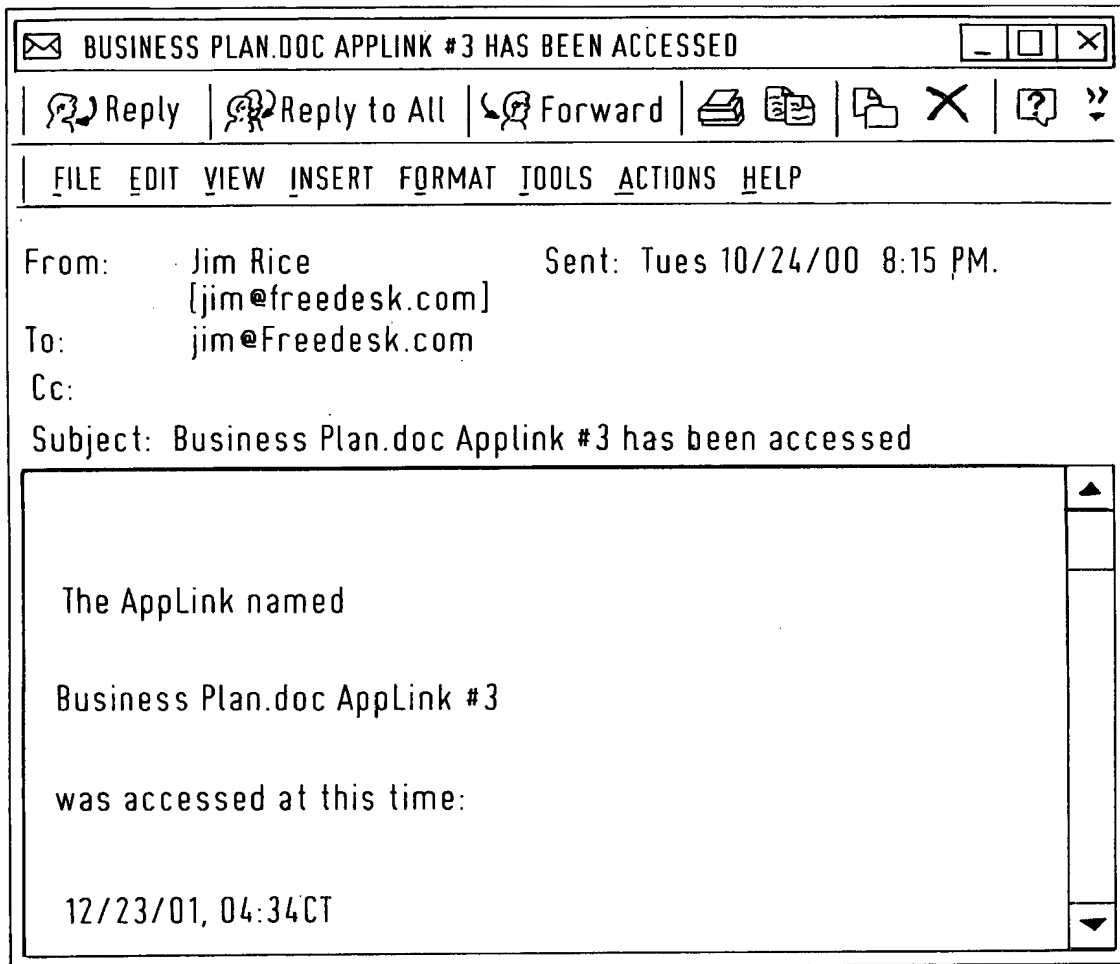 BUSINESS PLAN.DOC APPLINK #3 HAS BEEN ACCESSED
Reply Reply to All Forward
FILE EDIT VIEW INSERT FORMAT TOOLS ACTIONS HELP
From: Jim Rice Sent: Tues 10/24/00 8:15 PM.
[jim@freedesk.com]
To: jim@Freedesk.com
Cc:
Subject: Business Plan.doc Applink #3 has been accessed
The AppLink named
Business Plan.doc AppLink #3
was accessed at this time:
12/23/01, 04:34CT